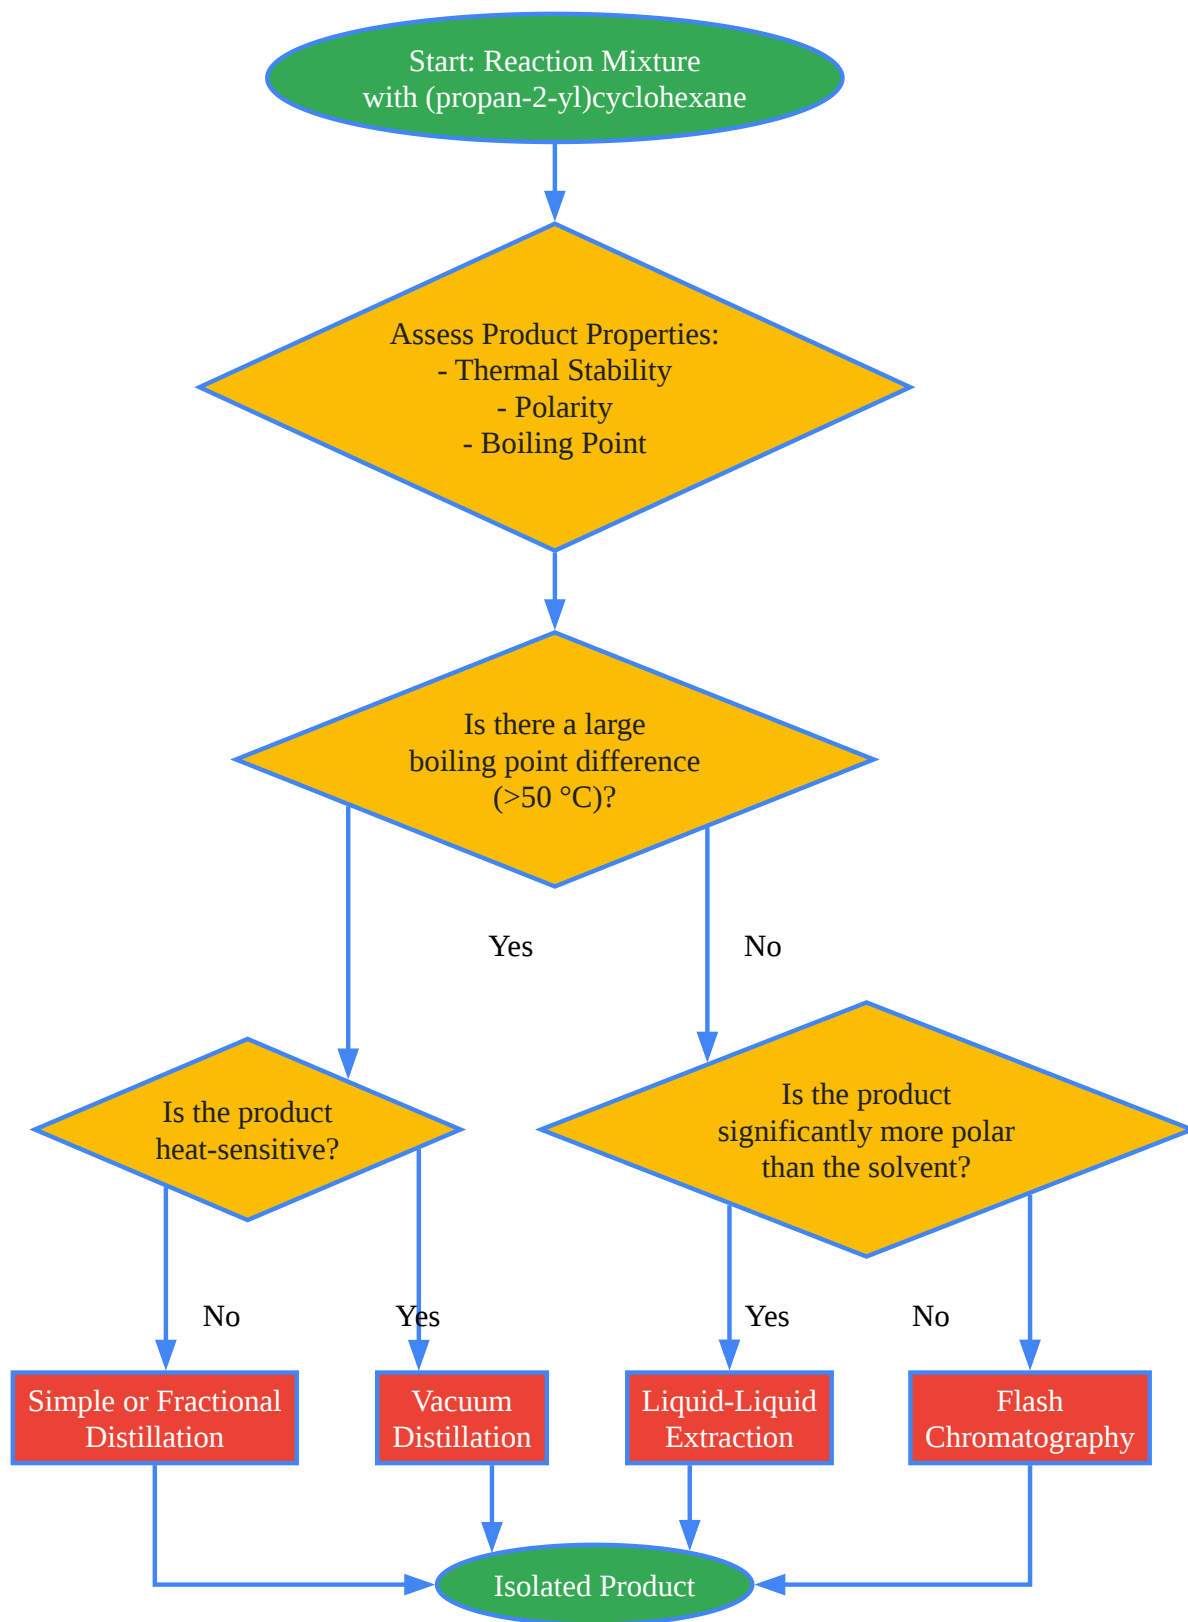 Start: Reaction Mixture
with (propan-2-yl)cyclohexane
Assess Product Properties:
- Thermal Stability
- Polarity
- Boiling Point
Is there a large
boiling point difference
(>50 °C)?
Yes
No
Is the product
heat-sensitive?
Is the product
significantly more polar
than the solvent?
No
Yes
Yes
No
Simple or Fractional
Distillation
Vacuum
Distillation
Liquid-Liquid
Extraction
Flash
Chromatography
Isolated Product